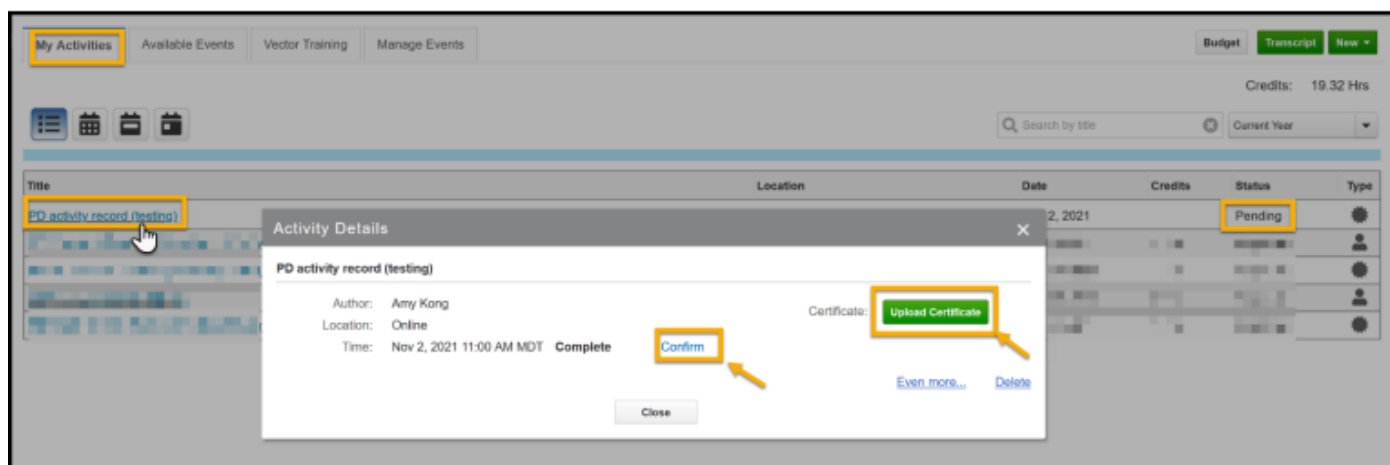 My Activities Available Events Vector Training Manage Events Budget Transcript New
Credits: 19.32 Hrs
Search by title Current Year
Title Location Date Credits Status Type
PD activity record (testing) 2, 2021 Pending
Activity Details
PD activity record (testing)
Author: Amy Kong Certificate: Upload Certificate
Location: Online
Time: Nov 2, 2021 11:00 AM MDT Complete Confirm
Even more... Delete
Close